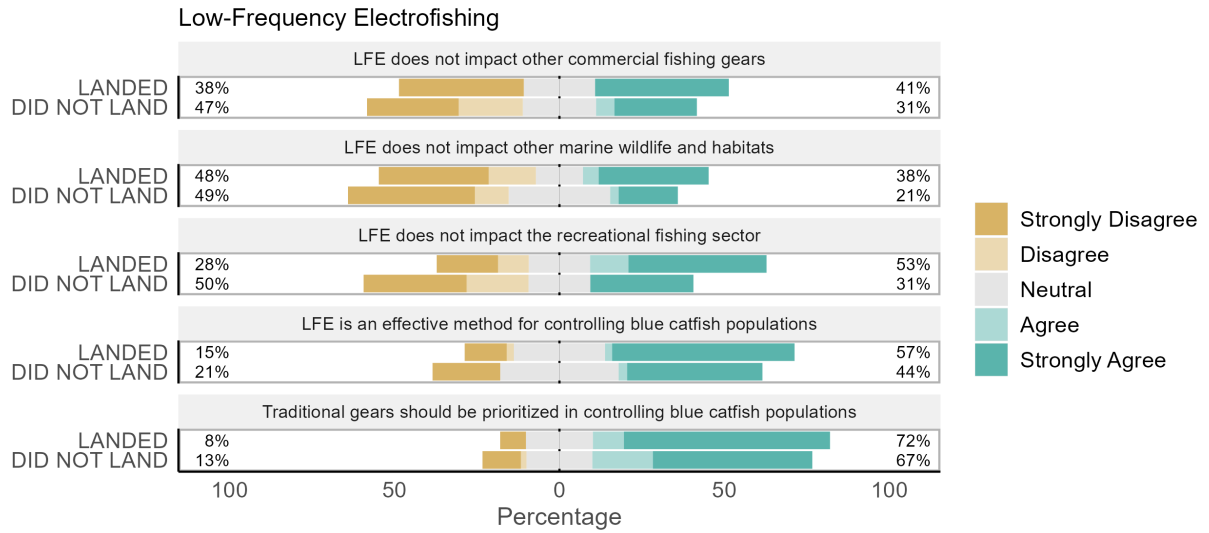 Low-Frequency Electrofishing
LFE does not impact other commercial fishing gears
LANDED 38% 41%
DID NOT LAND 47% 31%
LFE does not impact other marine wildlife and habitats
LANDED 48% 38%
DID NOT LAND 49% 21%
LFE does not impact the recreational fishing sector
LANDED 28% 53%
DID NOT LAND 50% 31%
LFE is an effective method for controlling blue catfish populations
LANDED 15% 57%
DID NOT LAND 21% 44%
Traditional gears should be prioritized in controlling blue catfish populations
LANDED 8% 72%
DID NOT LAND 13% 67%
100 50 0 50 100
Percentage
Strongly Disagree
Disagree
Neutral
Agree
Strongly Agree